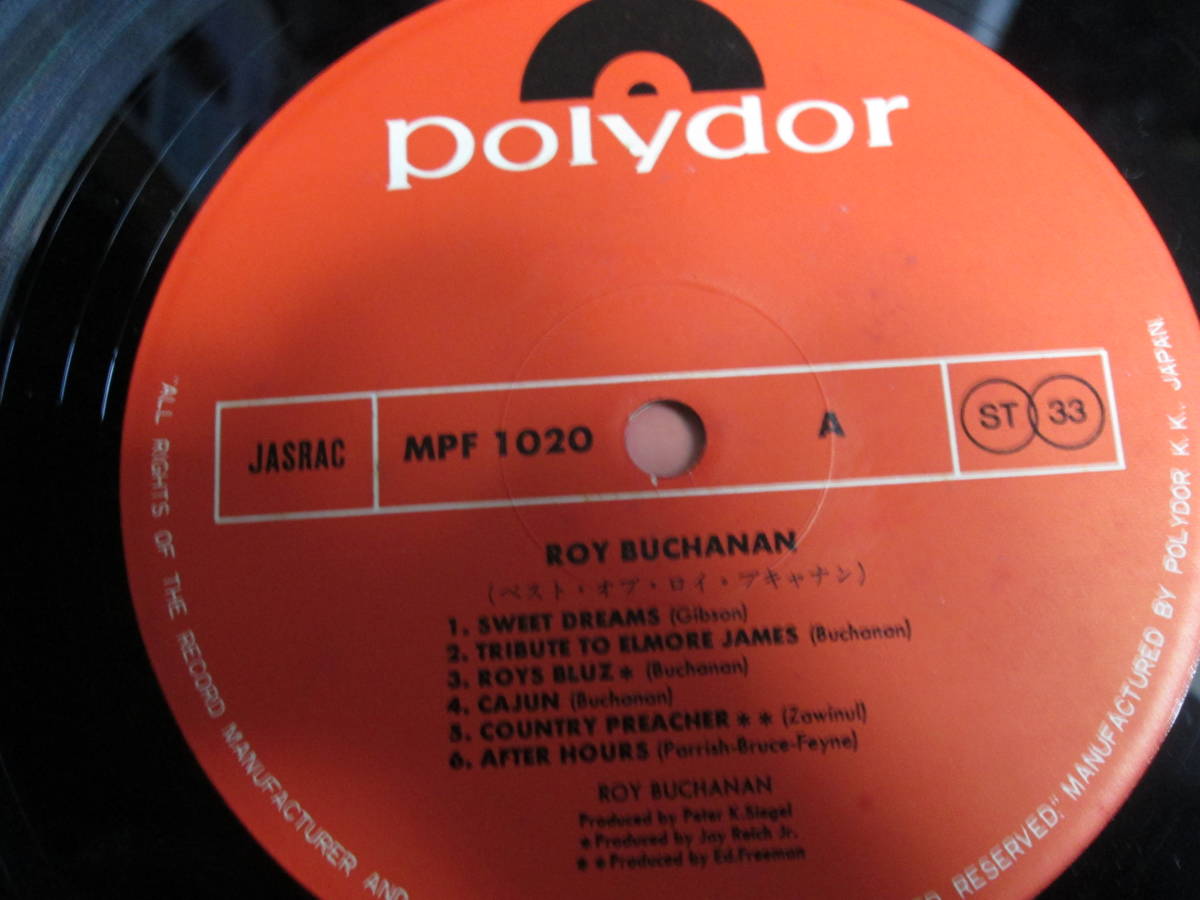 polydor
JASRAC
MPF 1020
A
ST 33
ROY BUCHANAN
(ベスト・オブ・ロイ・ブキャナン)
1. SWEET DREAMS (Gibson)
2. TRIBUTE TO ELMORE JAMES (Buchanan)
3. ROYS BLUZ * (Buchanan)
4. CAJUN (Buchanan)
5. COUNTRY PREACHER * * (Zawinul)
6. AFTER HOURS (Parrish-Bruce-Feyne)
ROY BUCHANAN
Produced by Peter K.Siegel
* Produced by Jay Reich Jr.
* * Produced by Ed.Freeman
"ALL RIGHTS OF THE RECORD MANUFACTURER AND
RESERVED." MANUFACTURED BY POLYDOR K.K., JAPAN.